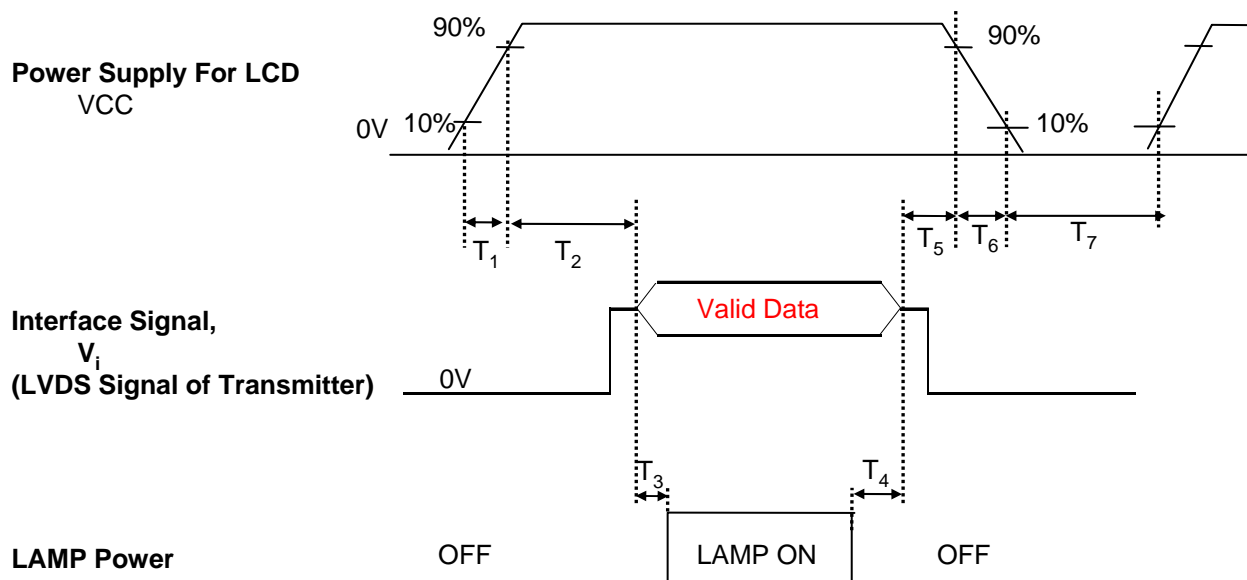 90%
90%
Power Supply For LCD
VCC
0V
10%
10%
T1
T2
T5
T6
T7
Interface Signal,
Vi
(LVDS Signal of Transmitter)
Valid Data
0V
T3
T4
LAMP Power
OFF
LAMP ON
OFF